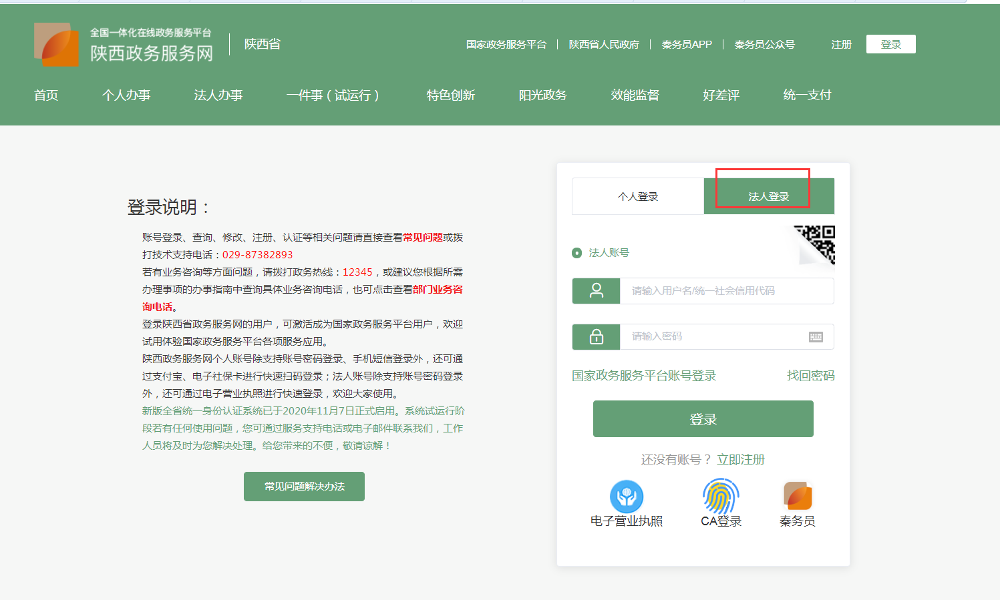 全国一体化在线政务服务平台
陕西政务服务网
陕西省
国家政务服务平台 | 陕西省人民政府 | 秦务员APP | 秦务员公众号 注册 登录
首页 个人办事 法人办事 一件事（试运行） 特色创新 阳光政务 效能监督 好差评 统一支付
登录说明：
账号登录、查询、修改、注册、认证等相关问题请直接查看常见问题或拨
打技术支持电话：029-87382893
若有业务咨询等方面问题，请拨打政务热线：12345，或建议您根据所需
办理事项的办事指南中查询具体业务咨询电话，也可点击查看部门业务咨
询电话。
登录陕西省政务服务网的用户，可激活成为国家政务服务平台用户，欢迎
试用体验国家政务服务平台各项服务应用。
陕西政务服务网个人账号除支持账号密码登录、手机短信登录外，还可通
过支付宝、电子社保卡进行快速扫码登录；法人账号除支持账号密码登录
外，还可通过电子营业执照进行快速登录，欢迎大家使用。
新版全省统一身份认证系统已于2020年11月7日正式启用。系统试运行阶
段若有任何使用问题，您可通过服务支持电话或电子邮件联系我们，工作
人员将及时为您解决处理。给您带来的不便，敬请谅解！
常见问题解决办法
个人登录 法人登录
法人账号
请输入用户名/统一社会信用代码
请输入密码
国家政务服务平台账号登录 找回密码
登录
还没有账号？立即注册
电子营业执照 CA登录 秦务员